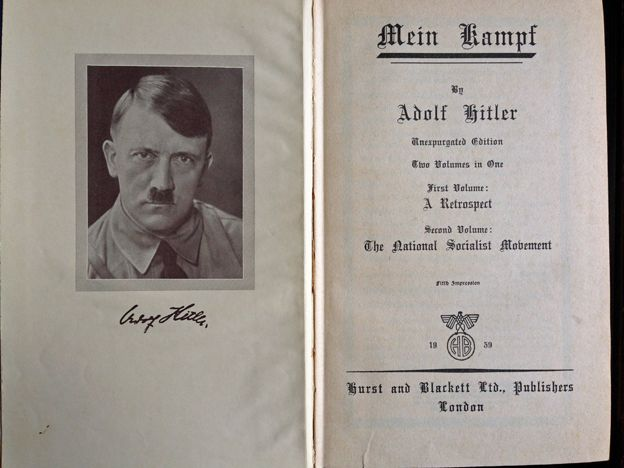 Adolf Hitler.
Mein Kampf
By
Adolf Hitler
Unexpurgated Edition
Two Volumes in One
First Volume:
A Retrospect
Second Volume:
The National Socialist Movement
Fifth Impression
19 HB 39
Hurst and Blackett Ltd., Publishers
London